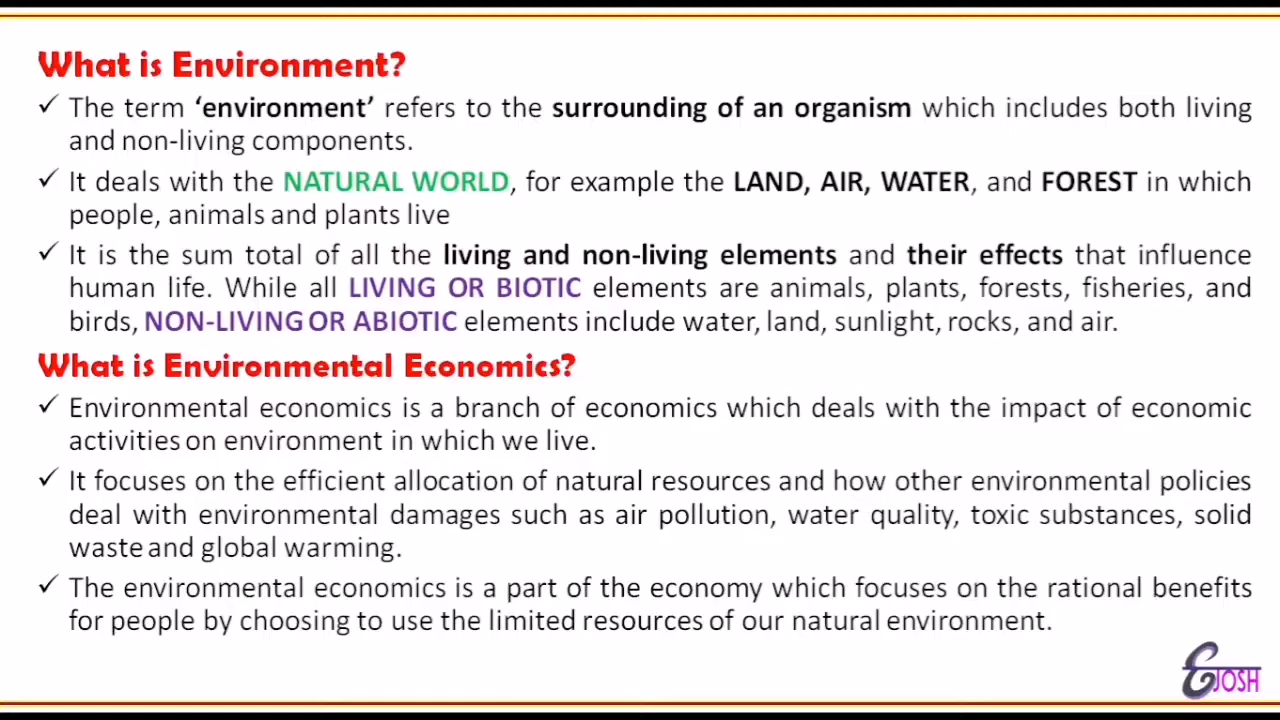 What is Environment?
✓ The term ‘environment’ refers to the surrounding of an organism which includes both living
and non-living components.
✓ It deals with the NATURAL WORLD, for example the LAND, AIR, WATER, and FOREST in which
people, animals and plants live
✓ It is the sum total of all the living and non-living elements and their effects that influence
human life. While all LIVING OR BIOTIC elements are animals, plants, forests, fisheries, and
birds, NON-LIVING OR ABIOTIC elements include water, land, sunlight, rocks, and air.
What is Environmental Economics?
✓ Environmental economics is a branch of economics which deals with the impact of economic
activities on environment in which we live.
✓ It focuses on the efficient allocation of natural resources and how other environmental policies
deal with environmental damages such as air pollution, water quality, toxic substances, solid
waste and global warming.
✓ The environmental economics is a part of the economy which focuses on the rational benefits
for people by choosing to use the limited resources of our natural environment.
JOSH